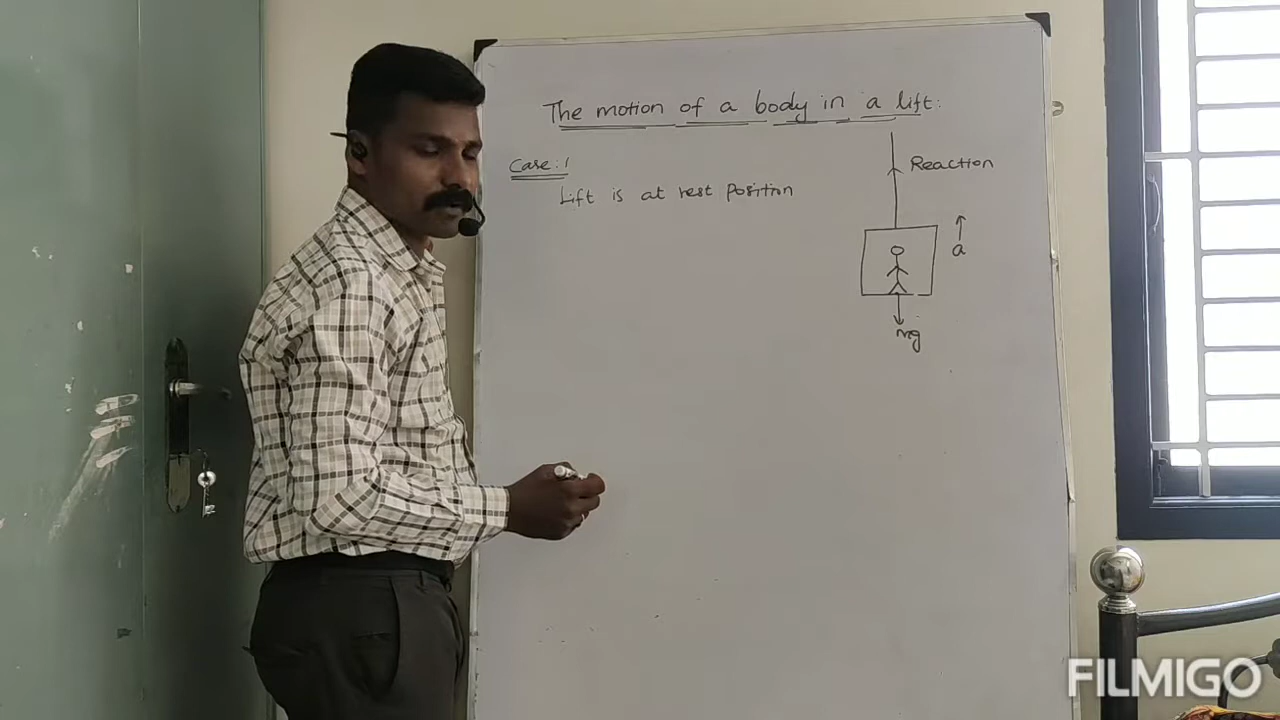 The motion of a body in a lift:
Case: 1
Reaction
Lift is at rest position
a
mg
FILMIGO